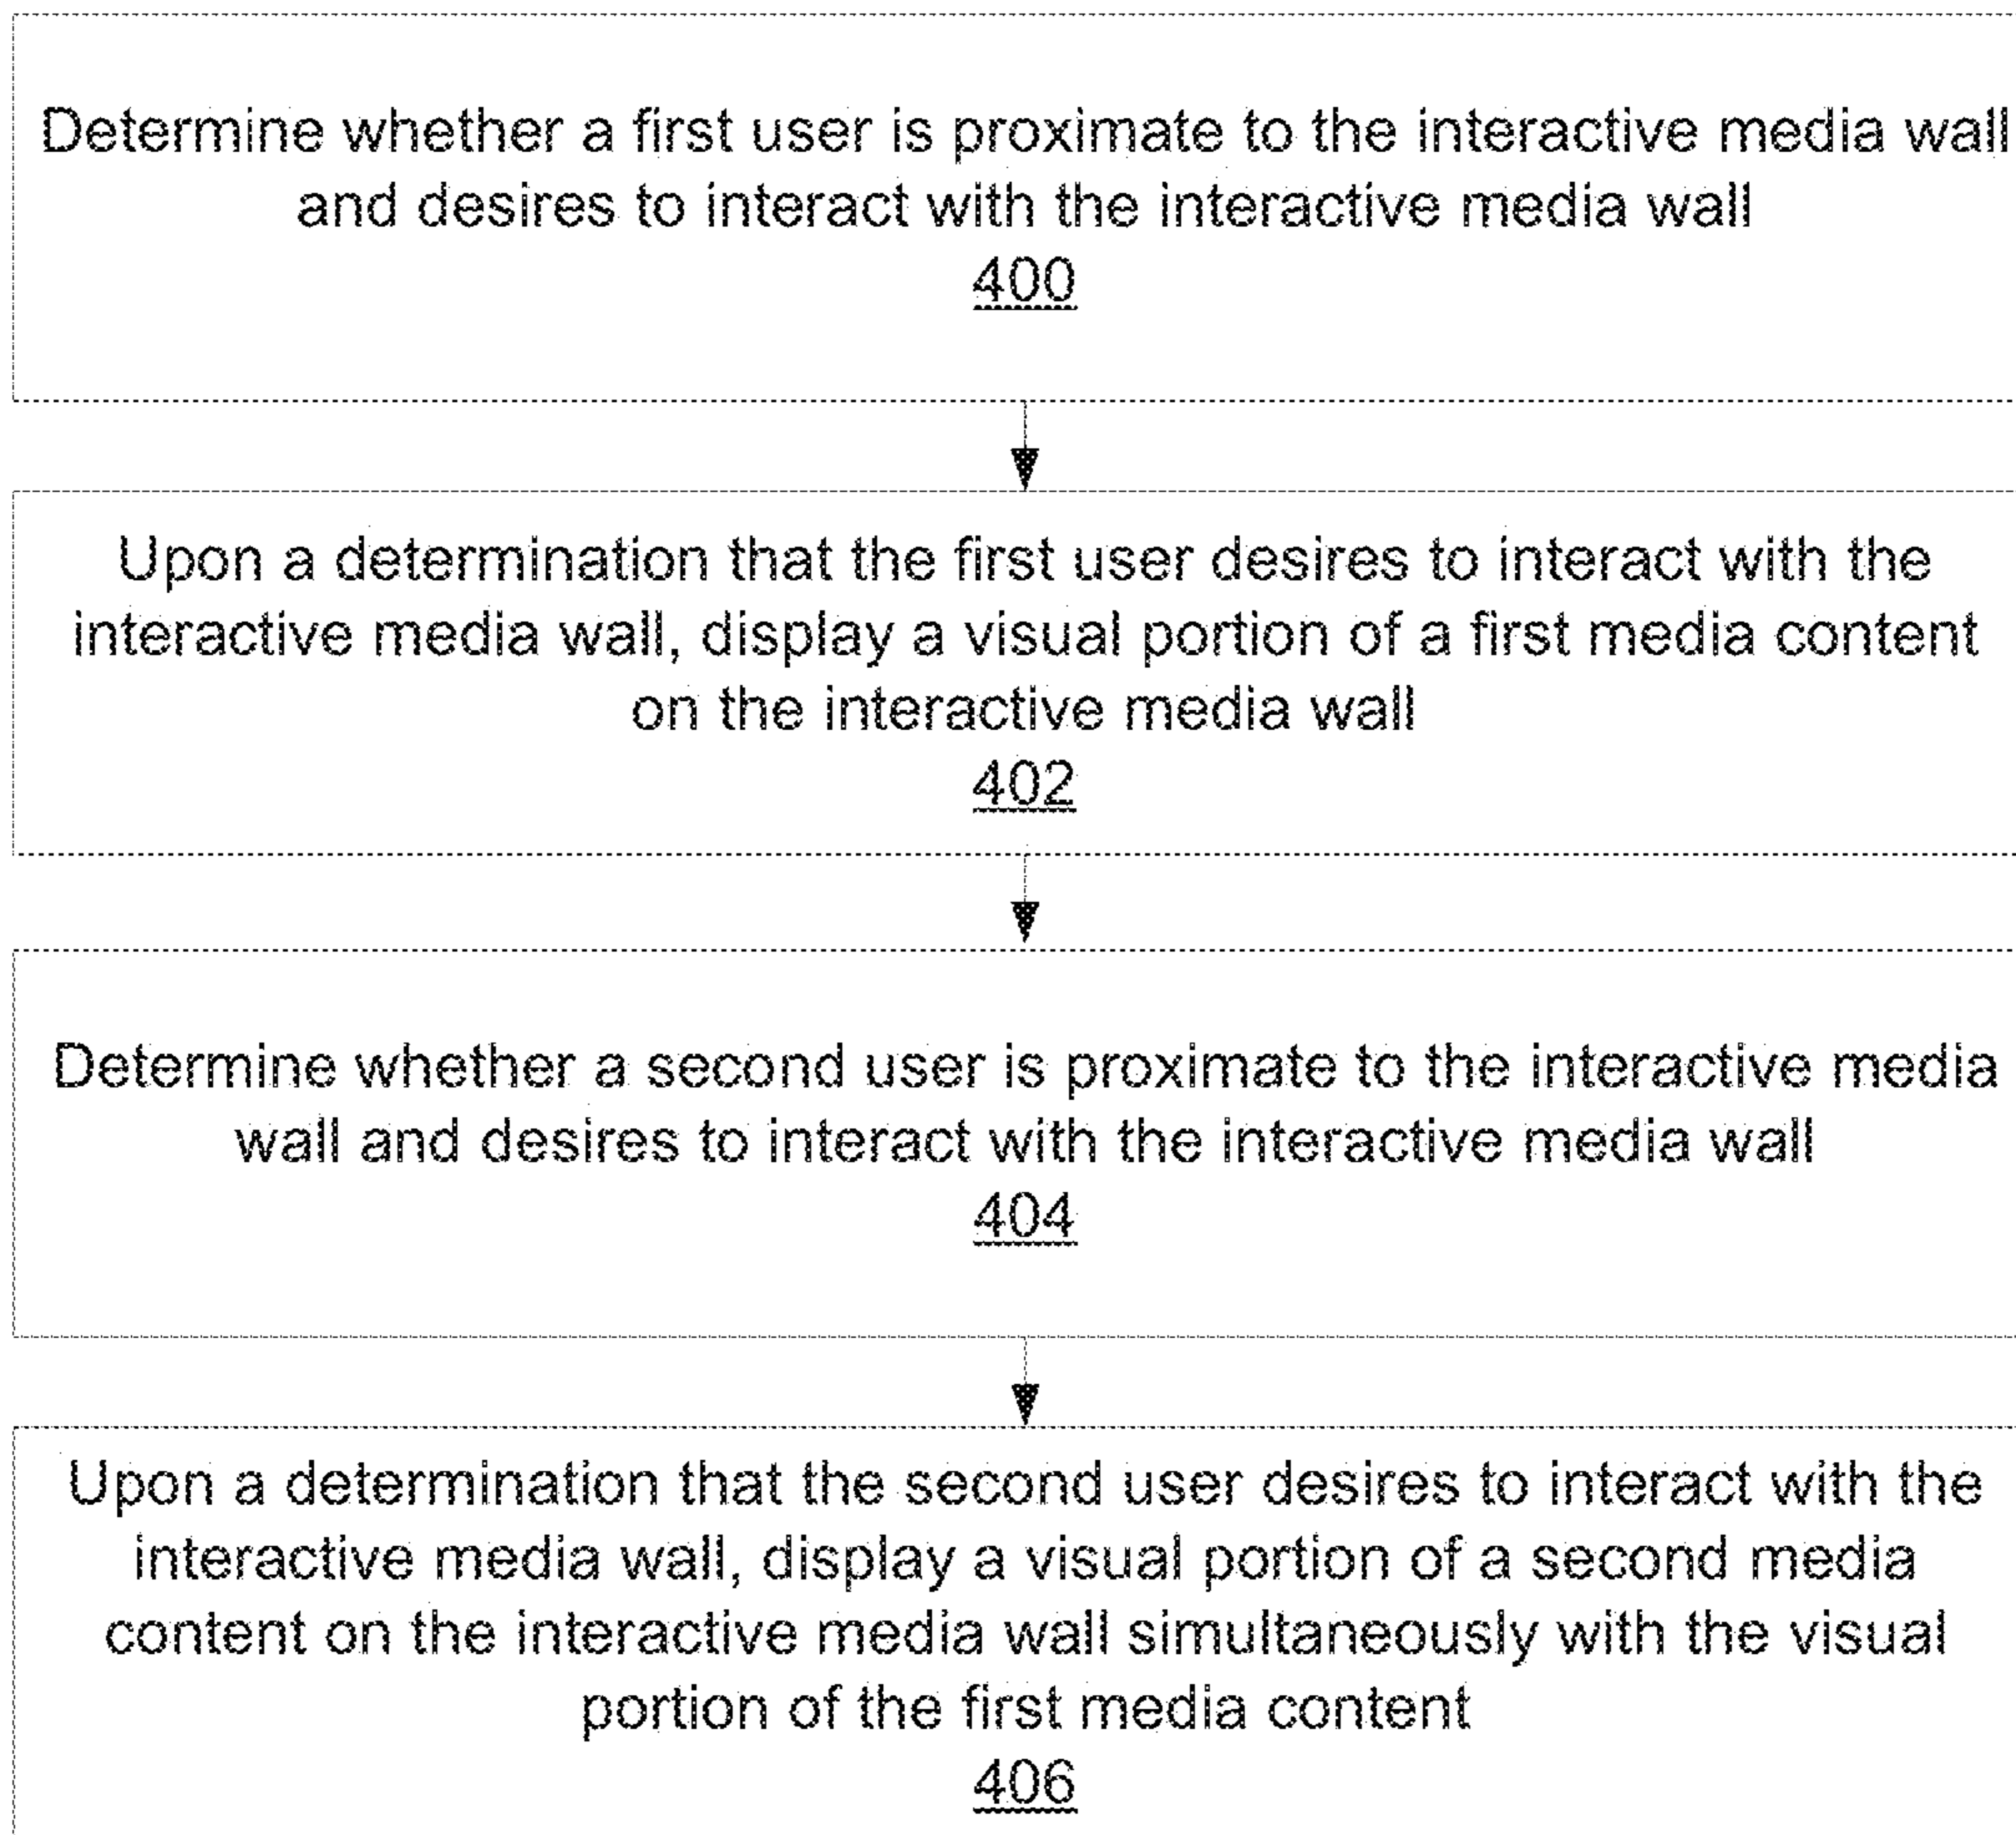 Determine whether a first user is proximate to the interactive media wall
and desires to interact with the interactive media wall
400
Upon a determination that the first user desires to interact with the
interactive media wall, display a visual portion of a first media content
on the interactive media wall
402
Determine whether a second user is proximate to the interactive media
wall and desires to interact with the interactive media wall
404
Upon a determination that the second user desires to interact with the
interactive media wall, display a visual portion of a second media
content on the interactive media wall simultaneously with the visual
portion of the first media content
406